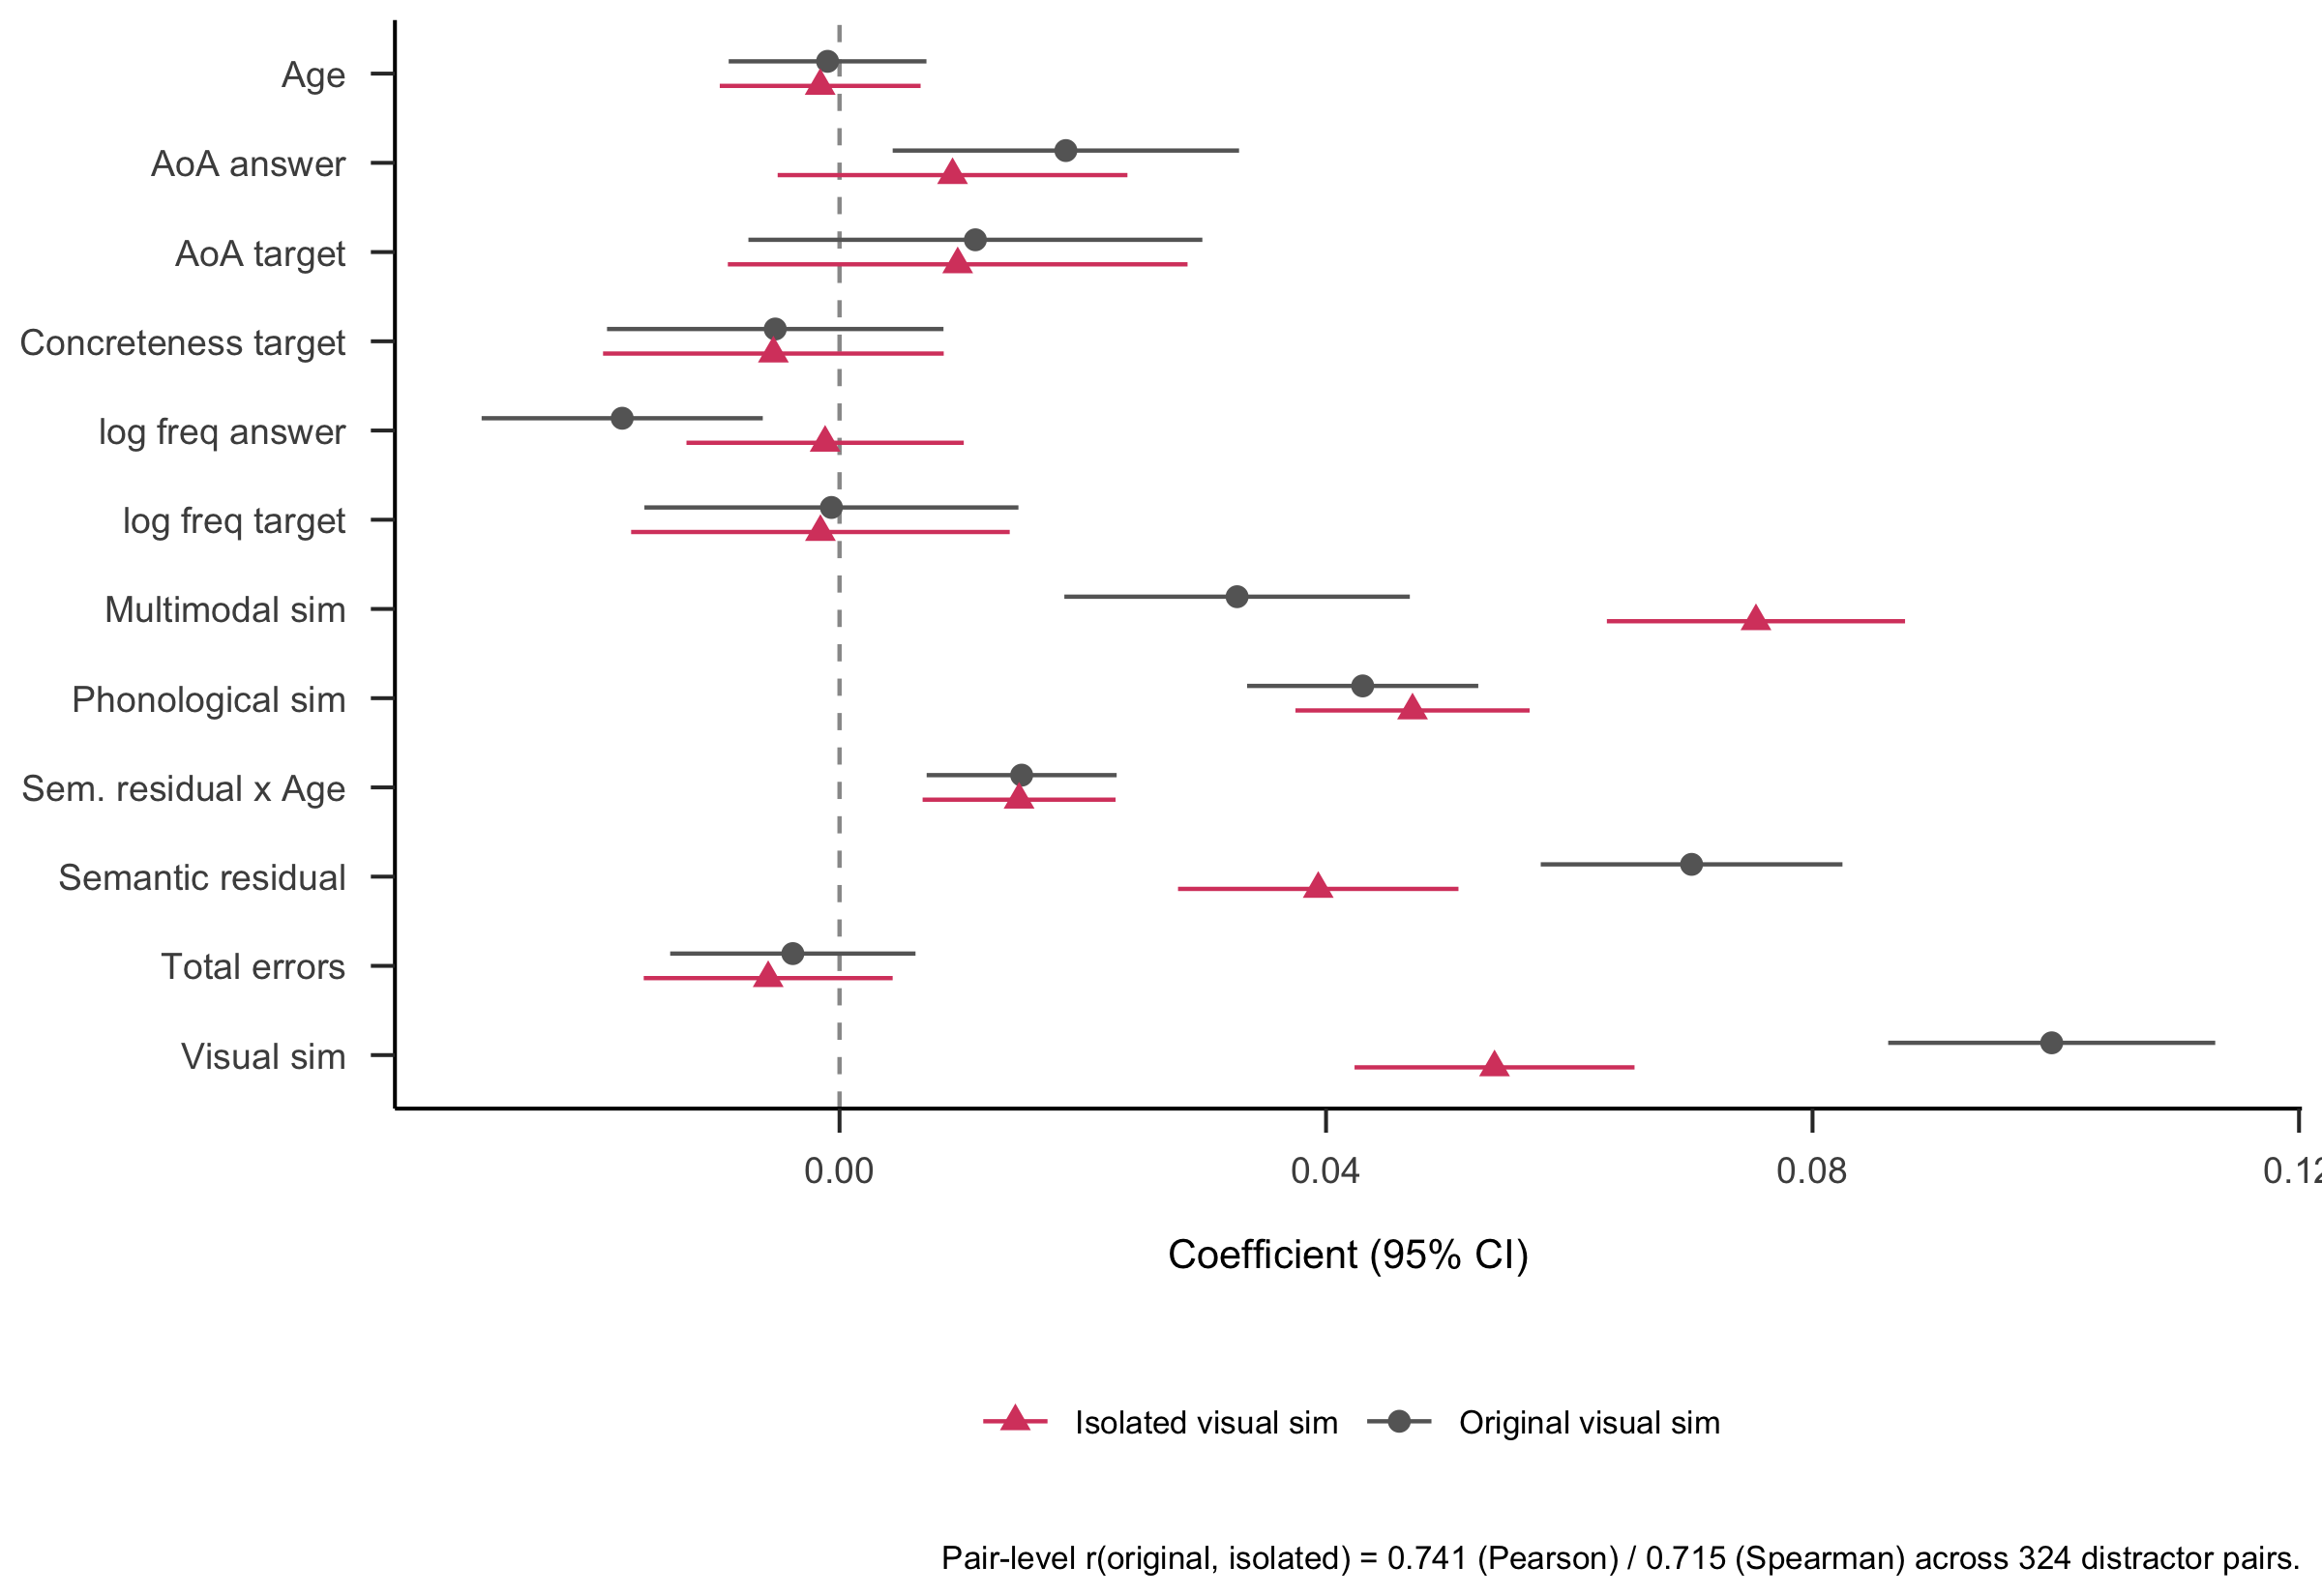 Age
AoA answer
AoA target
Concreteness target
log freq answer
log freq target
Multimodal sim
Phonological sim
Sem. residual x Age
Semantic residual
Total errors
Visual sim
0.00 0.04 0.08 0.12
Coefficient (95% CI)
Isolated visual sim Original visual sim
Pair-level r(original, isolated) = 0.741 (Pearson) / 0.715 (Spearman) across 324 distractor pairs.